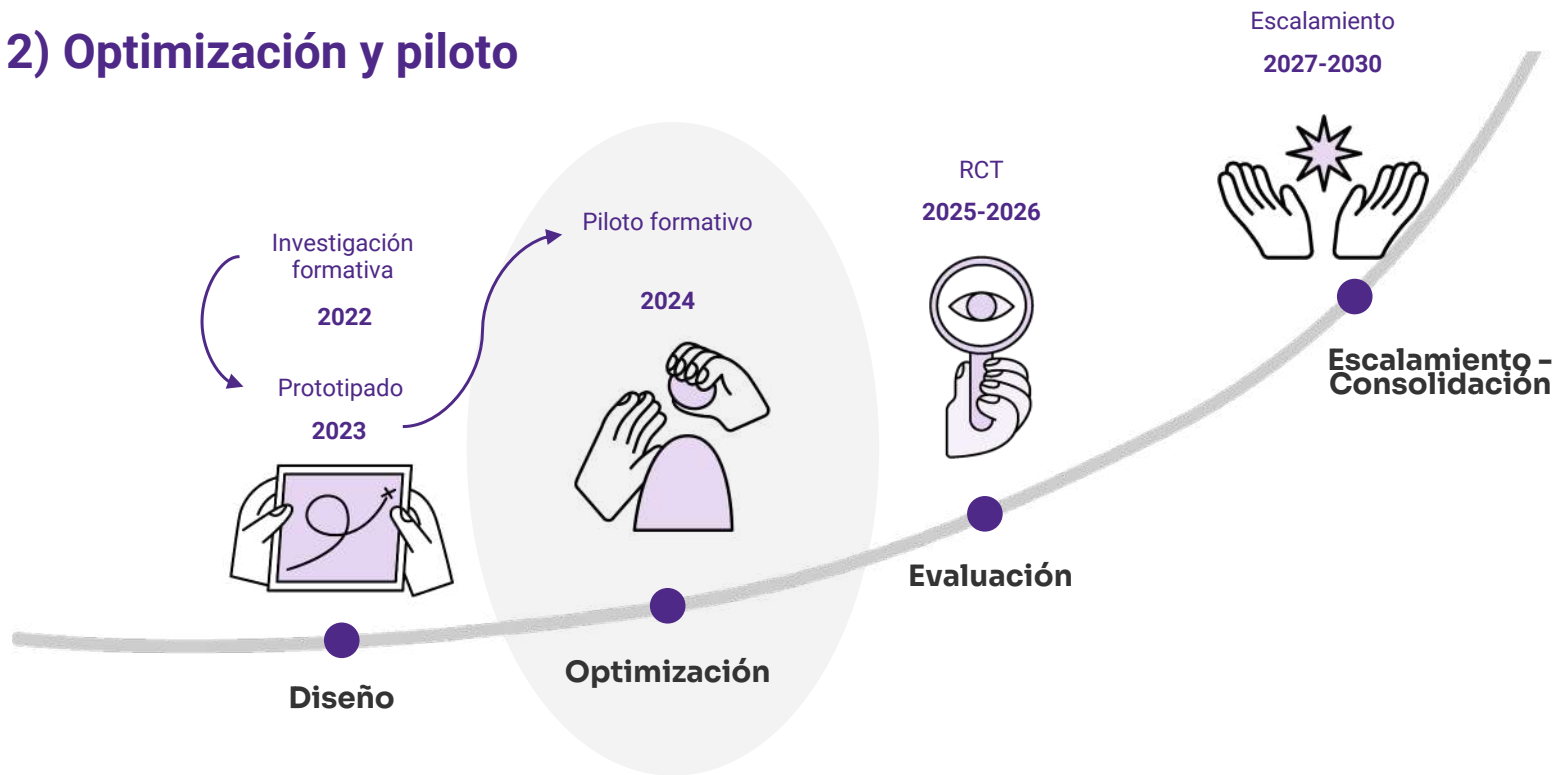 2) Optimización y piloto
Investigación
formativa
2022
Prototipado
2023
Diseño
Piloto formativo
2024
Optimización
RCT
2025-2026
Evaluación
Escalamiento
2027-2030
Escalamiento -
Consolidación